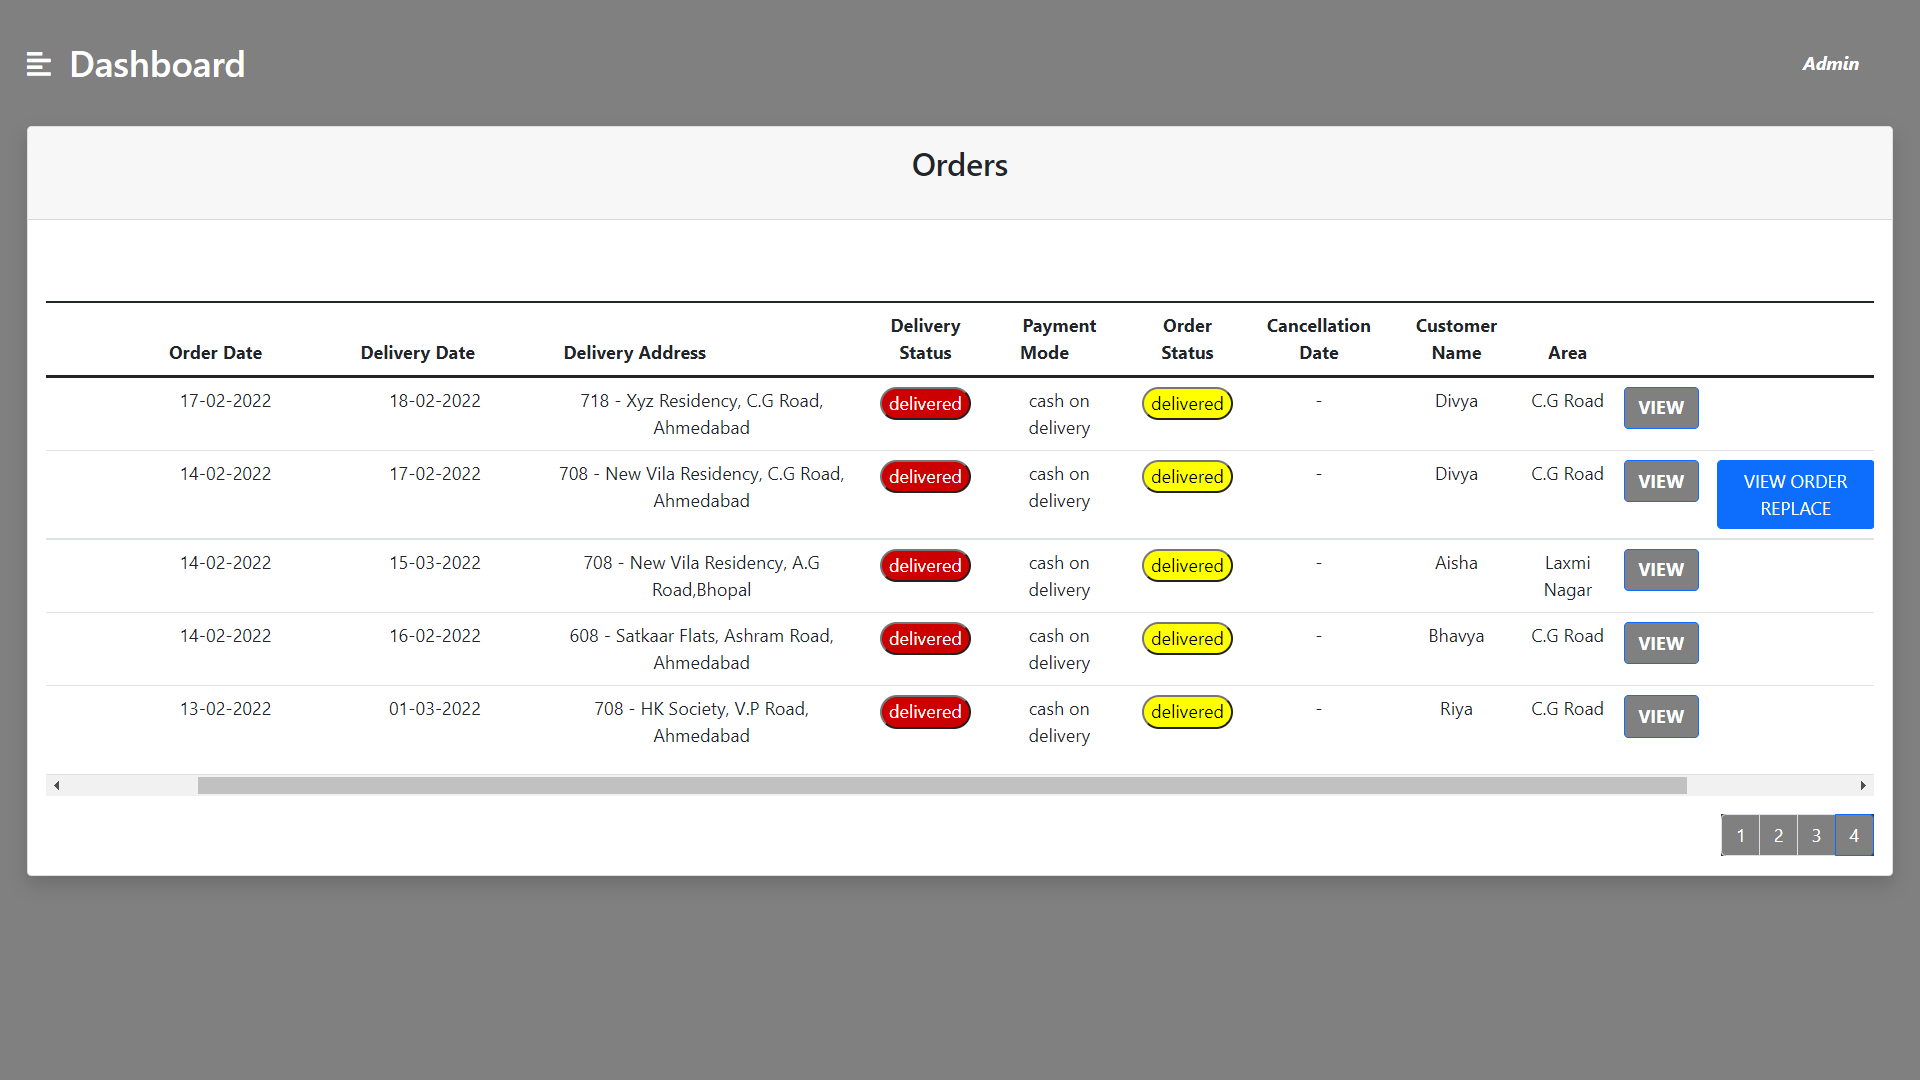 Dashboard
Admin
Orders
Order Date Delivery Date Delivery Address Delivery Status Payment Mode Order Status Cancellation Date Customer Name Area
17-02-2022 18-02-2022 718 - Xyz Residency, C.G Road, Ahmedabad delivered cash on delivery delivered - Divya C.G Road VIEW
14-02-2022 17-02-2022 708 - New Vila Residency, C.G Road, Ahmedabad delivered cash on delivery delivered - Divya C.G Road VIEW VIEW ORDER REPLACE
14-02-2022 15-03-2022 708 - New Vila Residency, A.G Road,Bhopal delivered cash on delivery delivered - Aisha Laxmi Nagar VIEW
14-02-2022 16-02-2022 608 - Satkaar Flats, Ashram Road, Ahmedabad delivered cash on delivery delivered - Bhavya C.G Road VIEW
13-02-2022 01-03-2022 708 - HK Society, V.P Road, Ahmedabad delivered cash on delivery delivered - Riya C.G Road VIEW
1 2 3 4